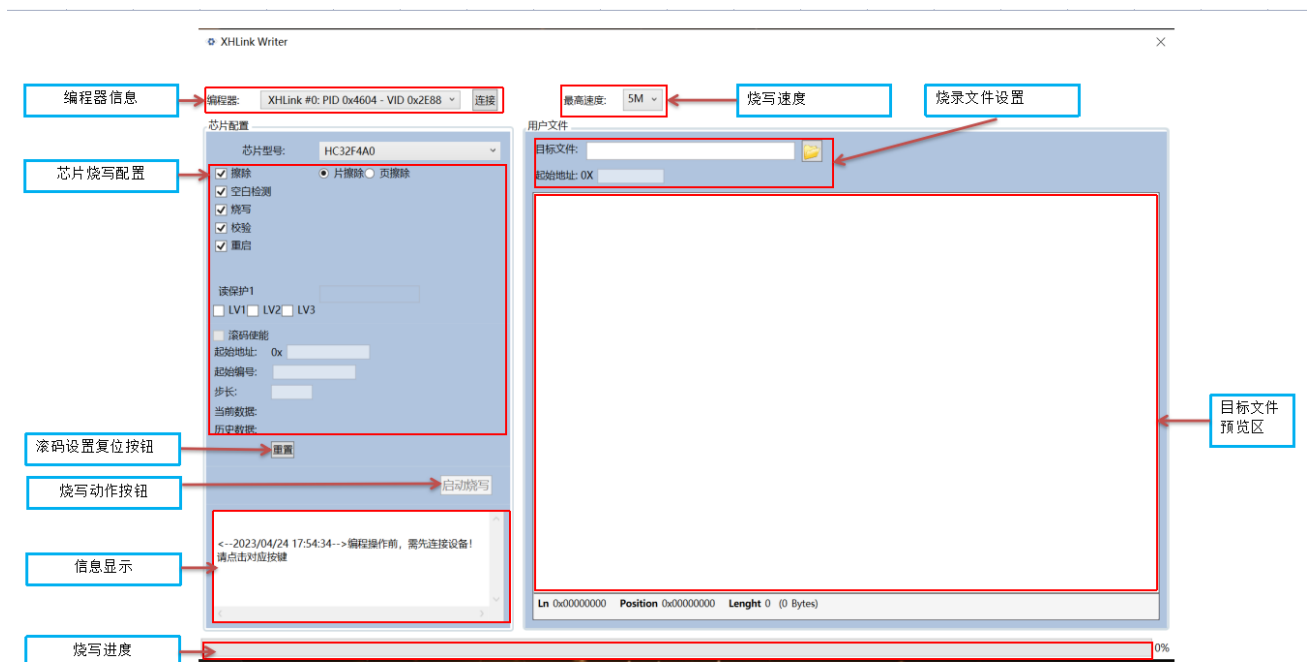 XHLink Writer
编程器信息
编程器: XHLink #0: PID 0x4604 - VID 0x2E88 连接
最高速度: 5M
烧写速度
烧录文件设置
芯片配置
用户文件
芯片型号: HC32F4A0
目标文件:
芯片烧写配置
擦除 片擦除 页擦除
起始地址: 0X
空白检测
烧写
校验
重启
读保护1
LV1 LV2 LV3
滚码使能
起始地址: 0x
起始编号:
步长:
当前数据:
历史数据:
目标文件
预览区
滚码设置复位按钮
重置
烧写动作按钮
启动烧写
信息显示
<--2023/04/24 17:54:34-->编程操作前，需先连接设备！
请点击对应按键
Ln 0x00000000 Position 0x00000000 Lenght 0 (0 Bytes)
烧写进度
0%